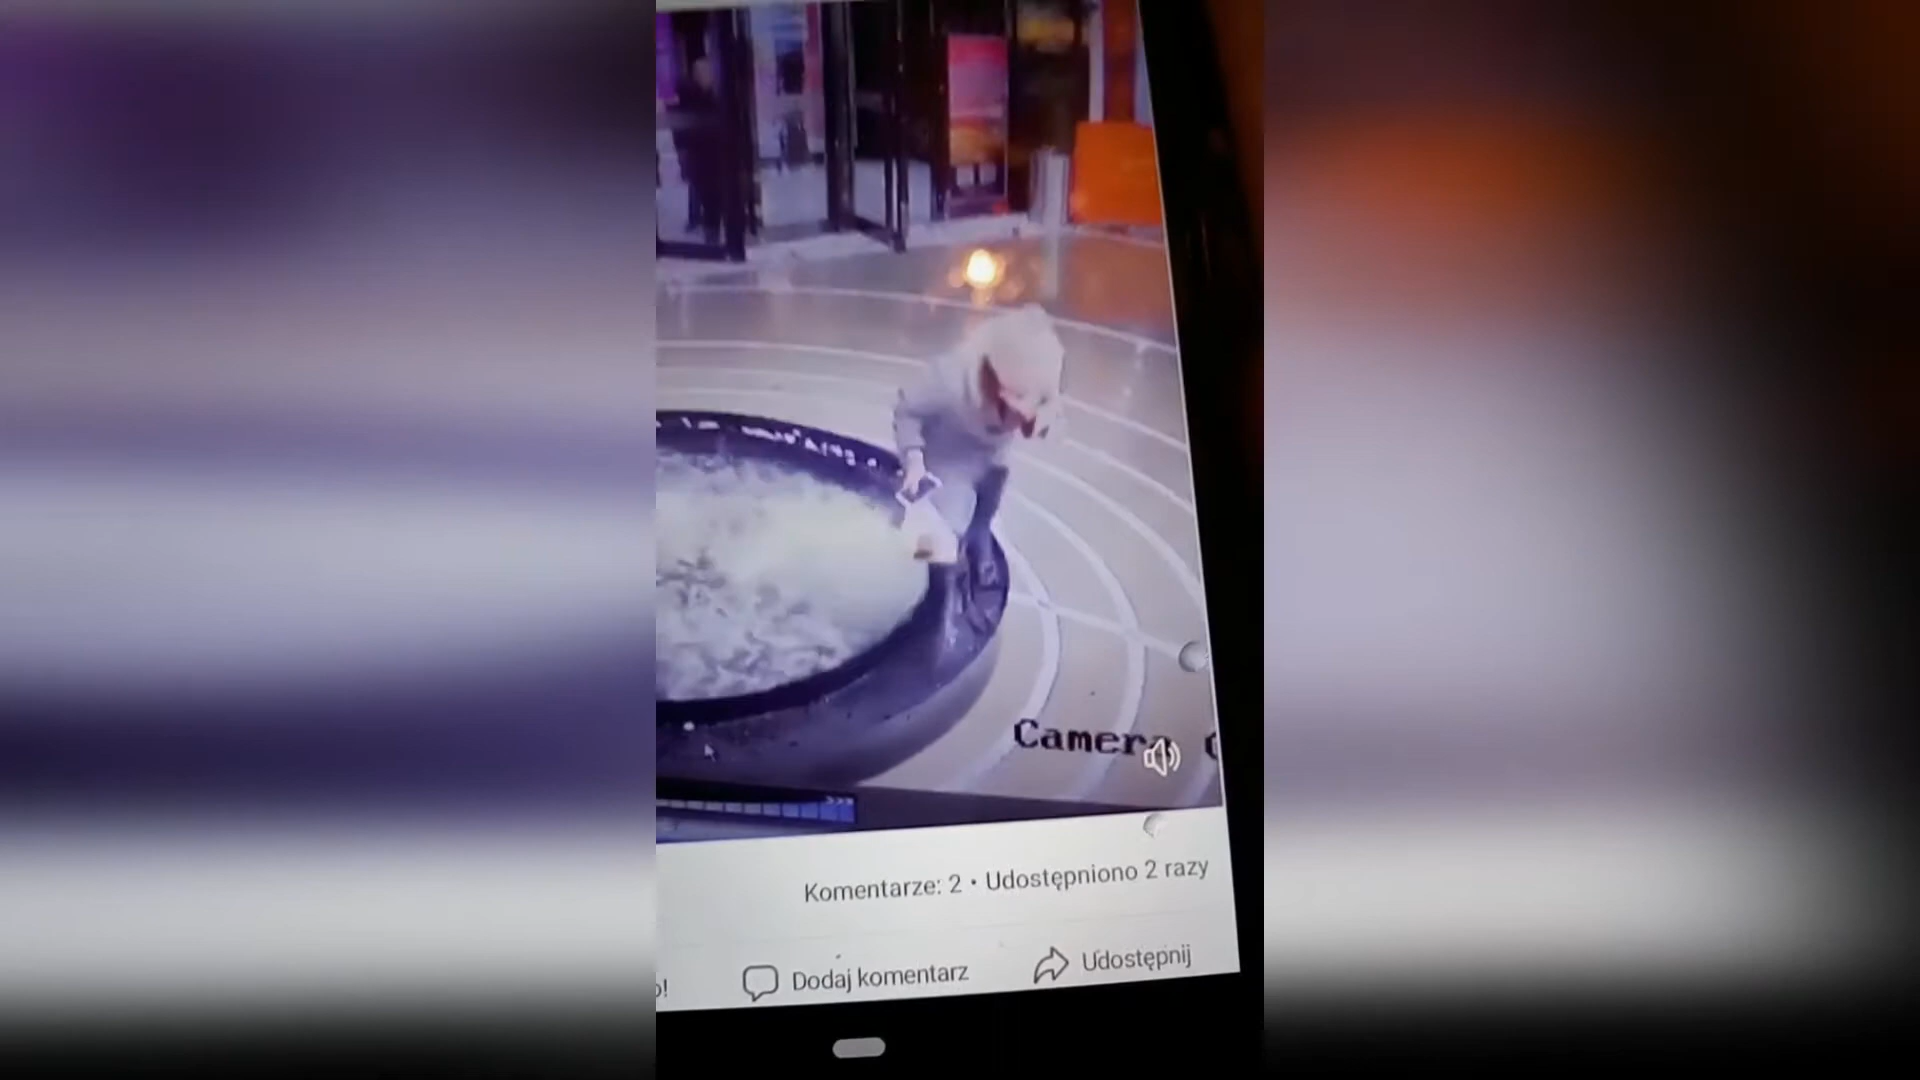 Camera
>>>
Komentarze: 2 • Udostępniono 2 razy
o!
Dodaj komentarz
Udostępnij